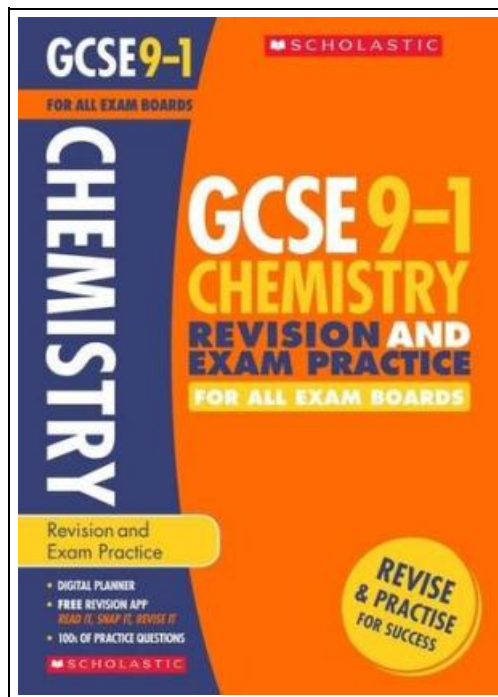 GCSE 9–1
FOR ALL EXAM BOARDS
CHEMISTRY
Revision and
Exam Practice
• DIGITAL PLANNER
• FREE REVISION APP
READ IT, SNAP IT, REVISE IT
• 100s OF PRACTICE QUESTIONS
SCHOLASTIC
SCHOLASTIC
GCSE 9–1
CHEMISTRY
REVISION AND
EXAM PRACTICE
FOR ALL EXAM BOARDS
REVISE
& PRACTISE
FOR SUCCESS